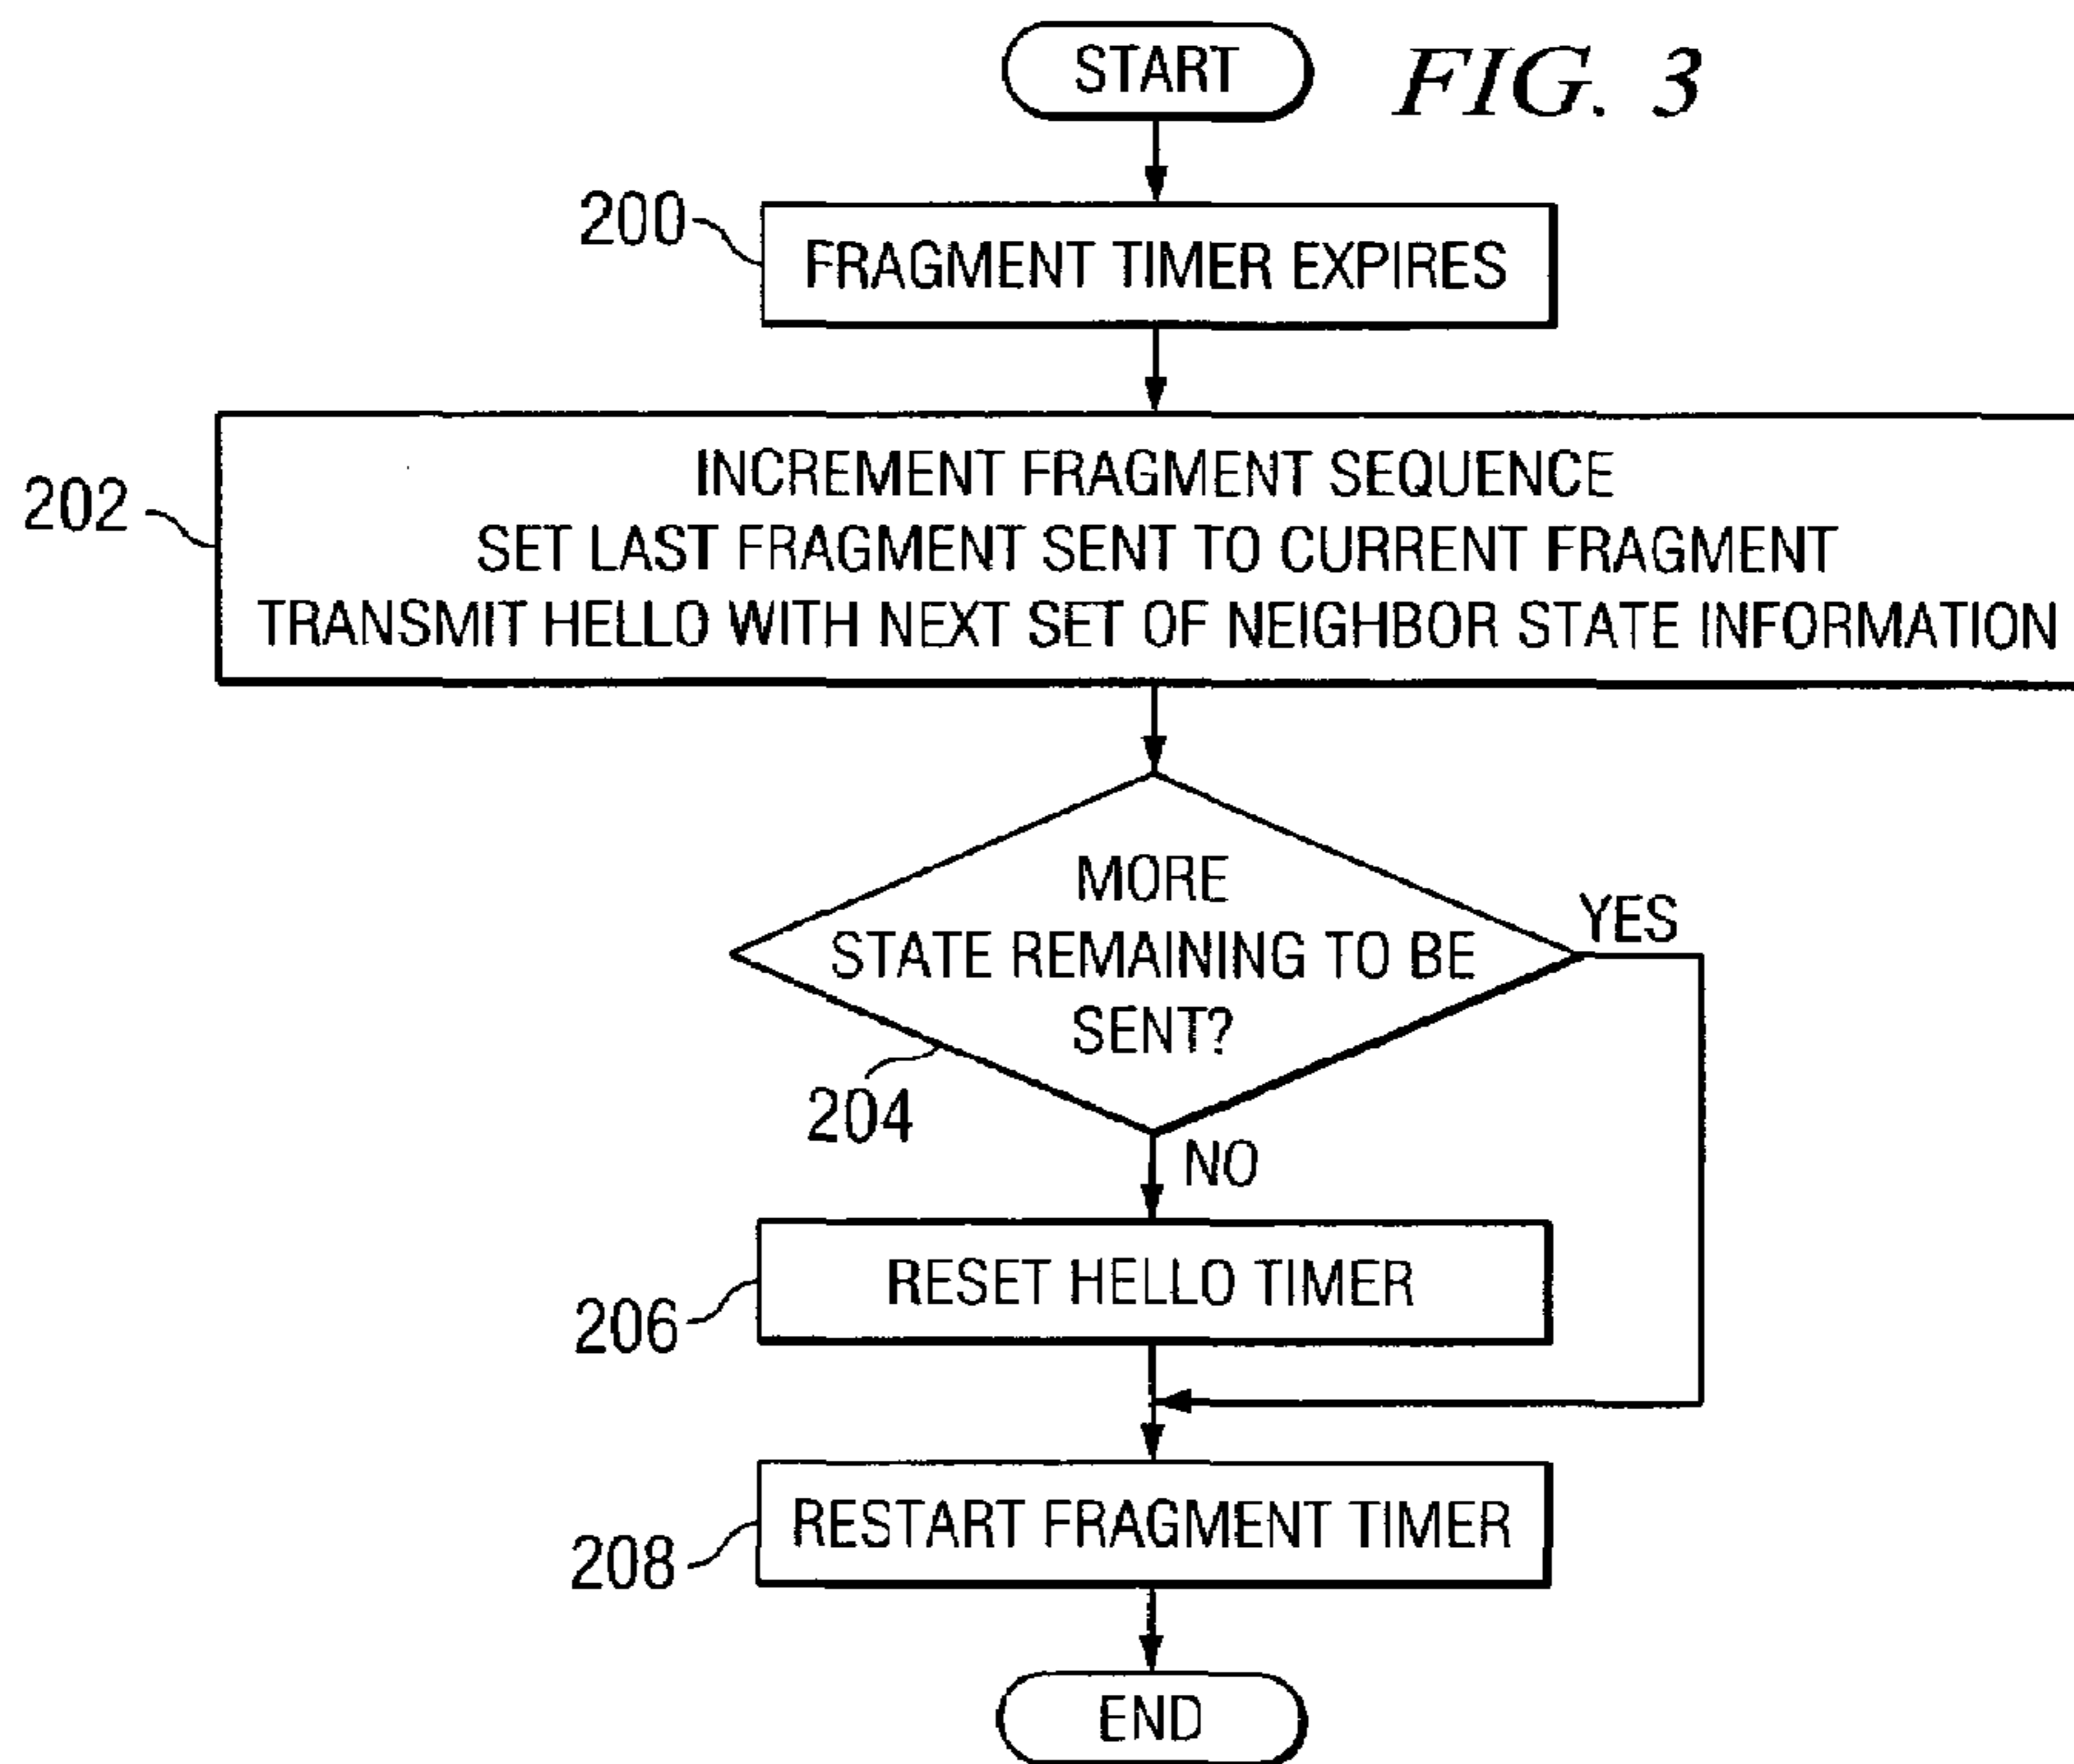 START
FIG. 3
200
FRAGMENT TIMER EXPIRES
202
INCREMENT FRAGMENT SEQUENCE
SET LAST FRAGMENT SENT TO CURRENT FRAGMENT
TRANSMIT HELLO WITH NEXT SET OF NEIGHBOR STATE INFORMATION
MORE
STATE REMAINING TO BE
SENT?
YES
204
NO
RESET HELLO TIMER
206
RESTART FRAGMENT TIMER
208
END